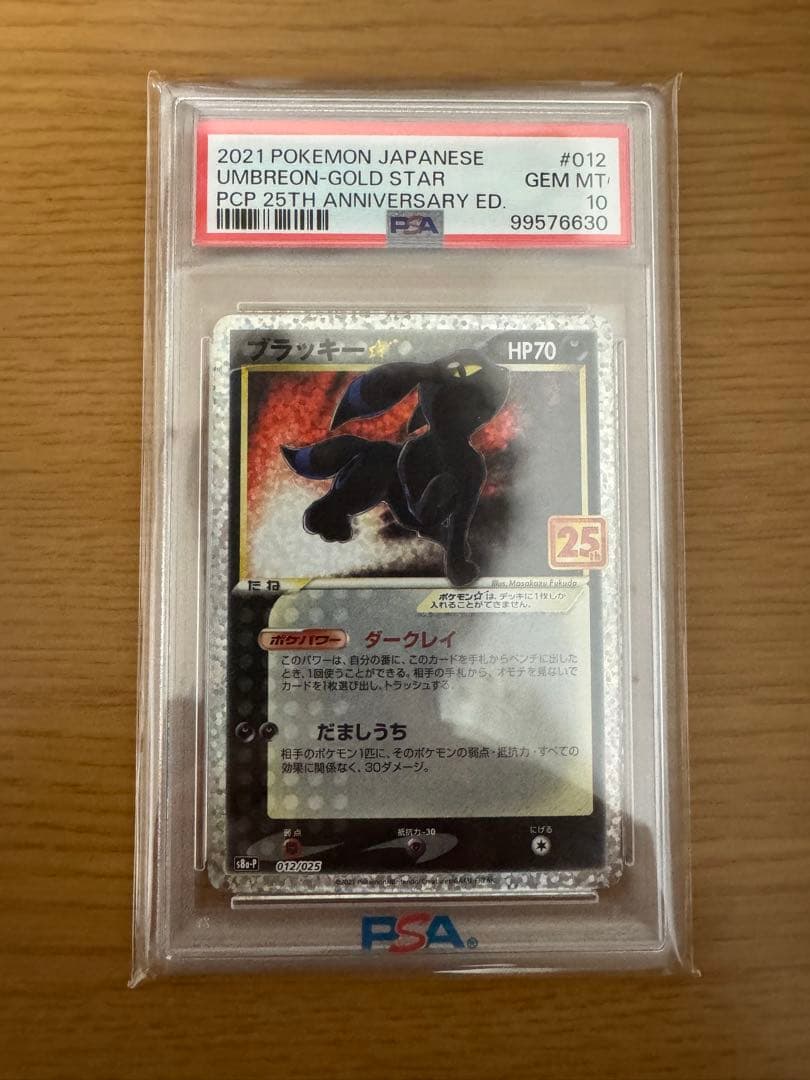 2021 POKEMON JAPANESE #012
UMBREON-GOLD STAR GEM MT
PCP 25TH ANNIVERSARY ED. 10
PSA 99576630
ブラッキー☆ HP70
25th
たね
Illus. Masakazu Fukuda
ポケモン☆は、デッキに1枚しか
入れることができません。
ポケパワー ダークレイ
このパワーは、自分の番に、このカードを手札からベンチに出した
とき、1回使うことができる。相手の手札から、オモテを見ないで
カードを1枚選び出し、トラッシュする。
だましうち
相手のポケモン1匹に、そのポケモンの弱点・抵抗力・すべての
効果に関係なく、30ダメージ。
弱点 抵抗力-30 にげる
s8a-P 012/025
PSA®